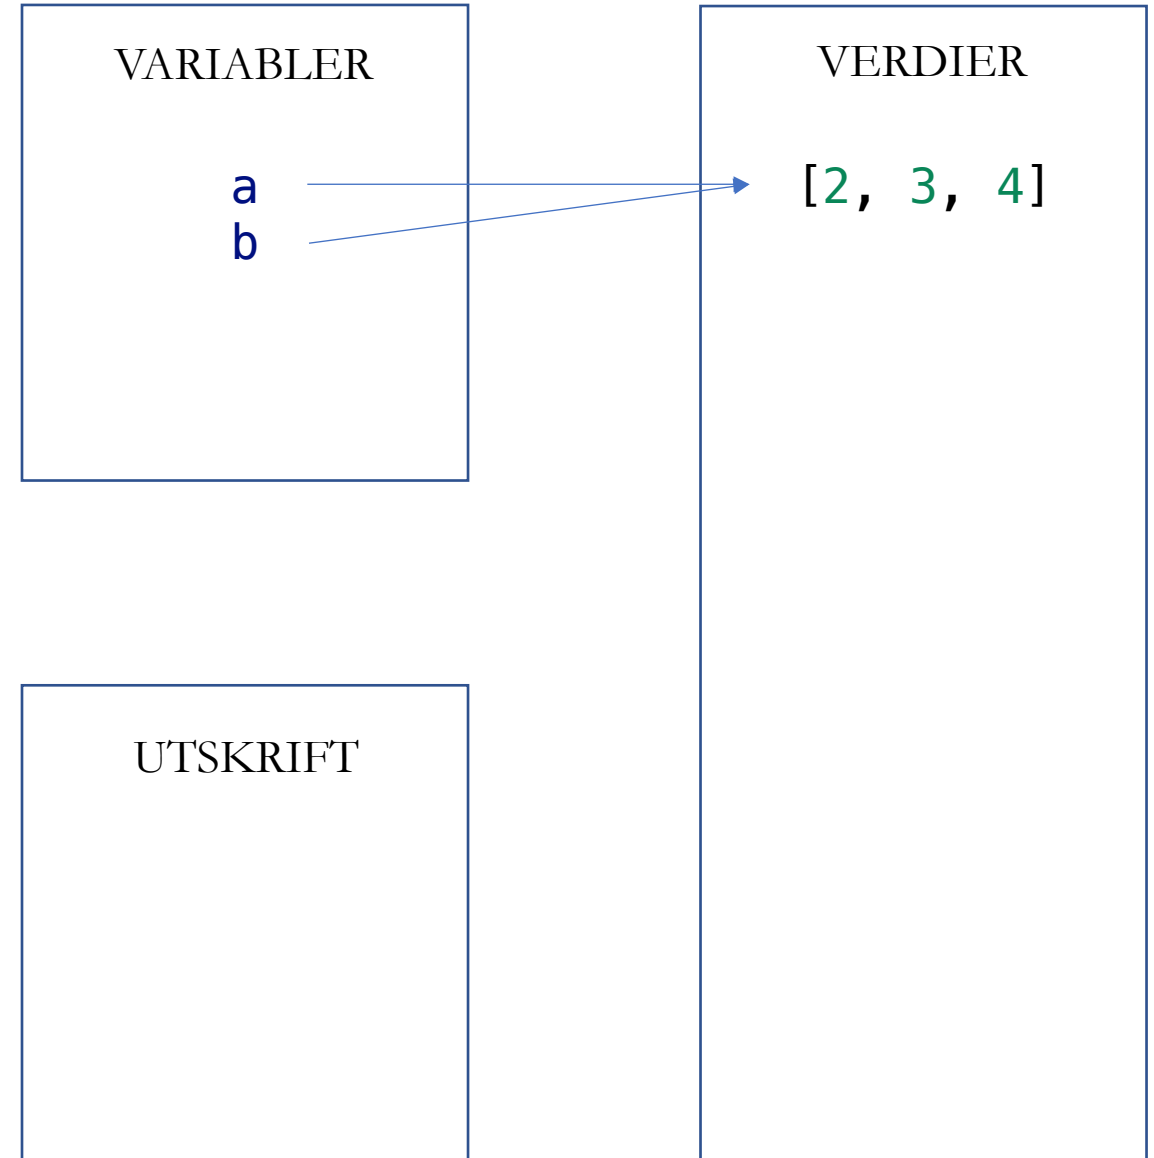 VARIABLER
a
b
VERDIER
[2, 3, 4]
UTSKRIFT